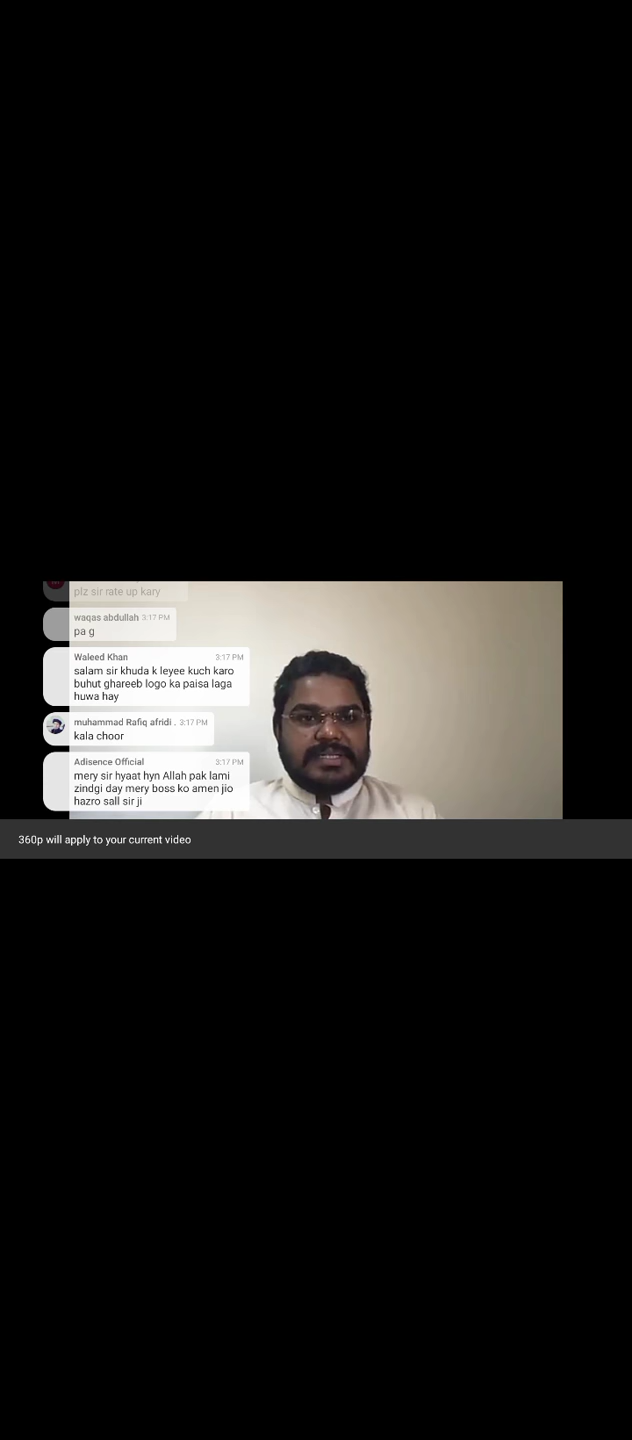 plz sir rate up kary
waqas abdullah 3:17 PM
pa g
Waleed Khan 3:17 PM
salam sir khuda k leyee kuch karo
buhut ghareeb logo ka paisa laga
huwa hay
muhammad Rafiq afridi . 3:17 PM
kala choor
Adisence Official 3:17 PM
mery sir hyaat hyn Allah pak lami
zindgi day mery boss ko amen jio
hazro sall sir ji
360p will apply to your current video